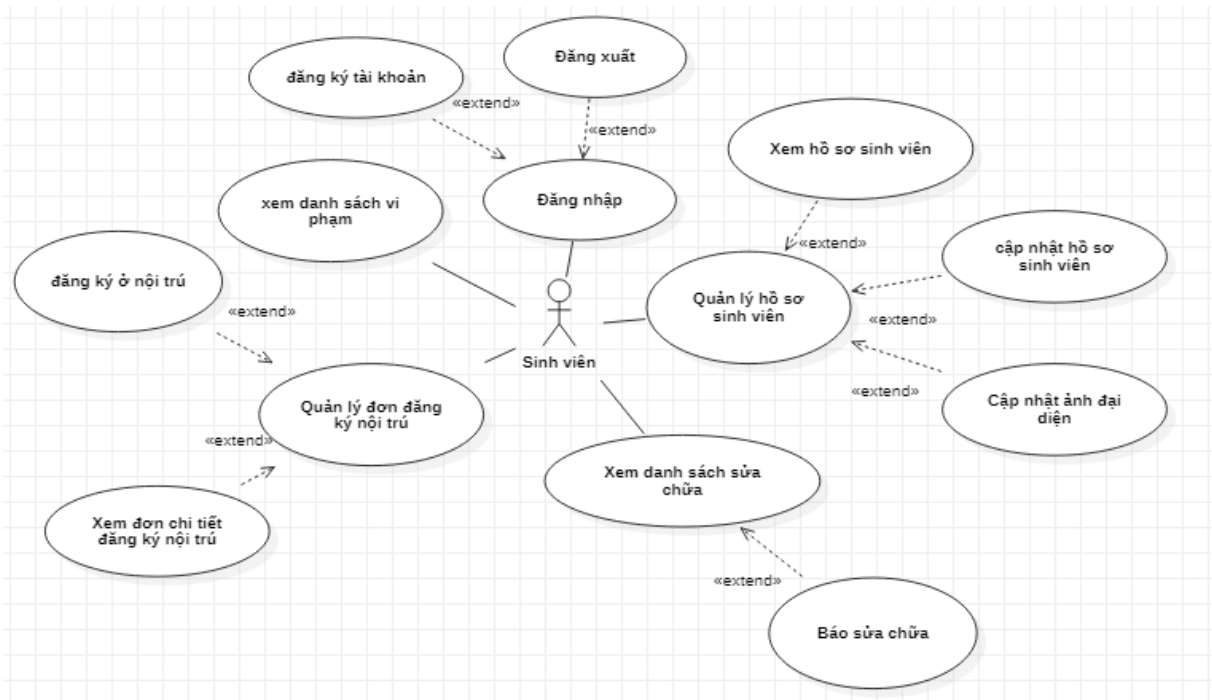 Đăng xuất
đăng ký tài khoản
«extend»
«extend»
Xem hồ sơ sinh viên
Đăng nhập
xem danh sách vi
phạm
«extend»
cập nhật hồ sơ
sinh viên
đăng ký ở nội trú
«extend»
Quản lý hồ sơ
sinh viên
«extend»
Sinh viên
«extend»
Cập nhật ảnh đại
diện
Quản lý đơn đăng
ký nội trú
«extend»
Xem danh sách sửa
chữa
Xem đơn chi tiết
đăng ký nội trú
«extend»
Báo sửa chữa